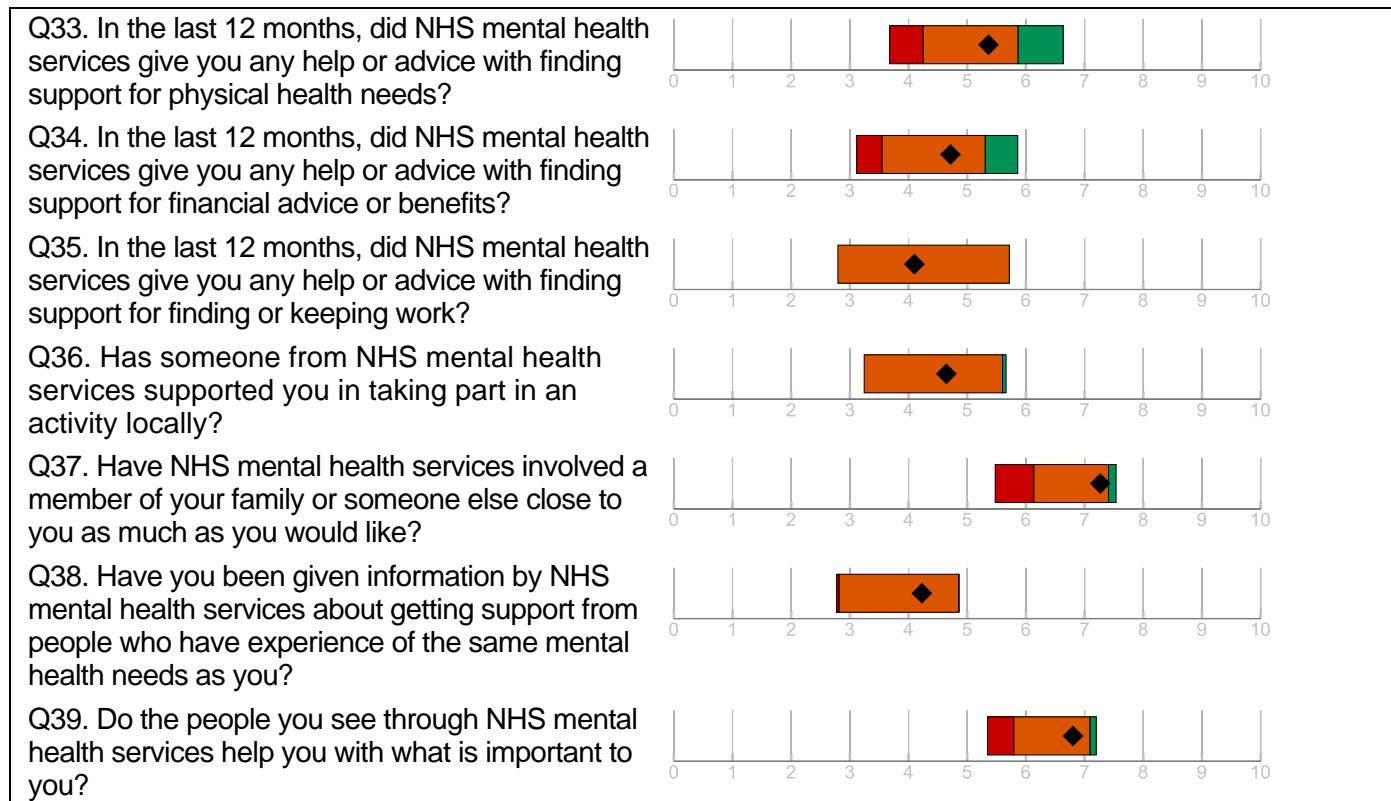 Q33. In the last 12 months, did NHS mental health
services give you any help or advice with finding
support for physical health needs?
0 1 2 3 4 5 6 7 8 9 10
Q34. In the last 12 months, did NHS mental health
services give you any help or advice with finding
support for financial advice or benefits?
0 1 2 3 4 5 6 7 8 9 10
Q35. In the last 12 months, did NHS mental health
services give you any help or advice with finding
support for finding or keeping work?
0 1 2 3 4 5 6 7 8 9 10
Q36. Has someone from NHS mental health
services supported you in taking part in an
activity locally?
0 1 2 3 4 5 6 7 8 9 10
Q37. Have NHS mental health services involved a
member of your family or someone else close to
you as much as you would like?
0 1 2 3 4 5 6 7 8 9 10
Q38. Have you been given information by NHS
mental health services about getting support from
people who have experience of the same mental
health needs as you?
0 1 2 3 4 5 6 7 8 9 10
Q39. Do the people you see through NHS mental
health services help you with what is important to
you?
0 1 2 3 4 5 6 7 8 9 10